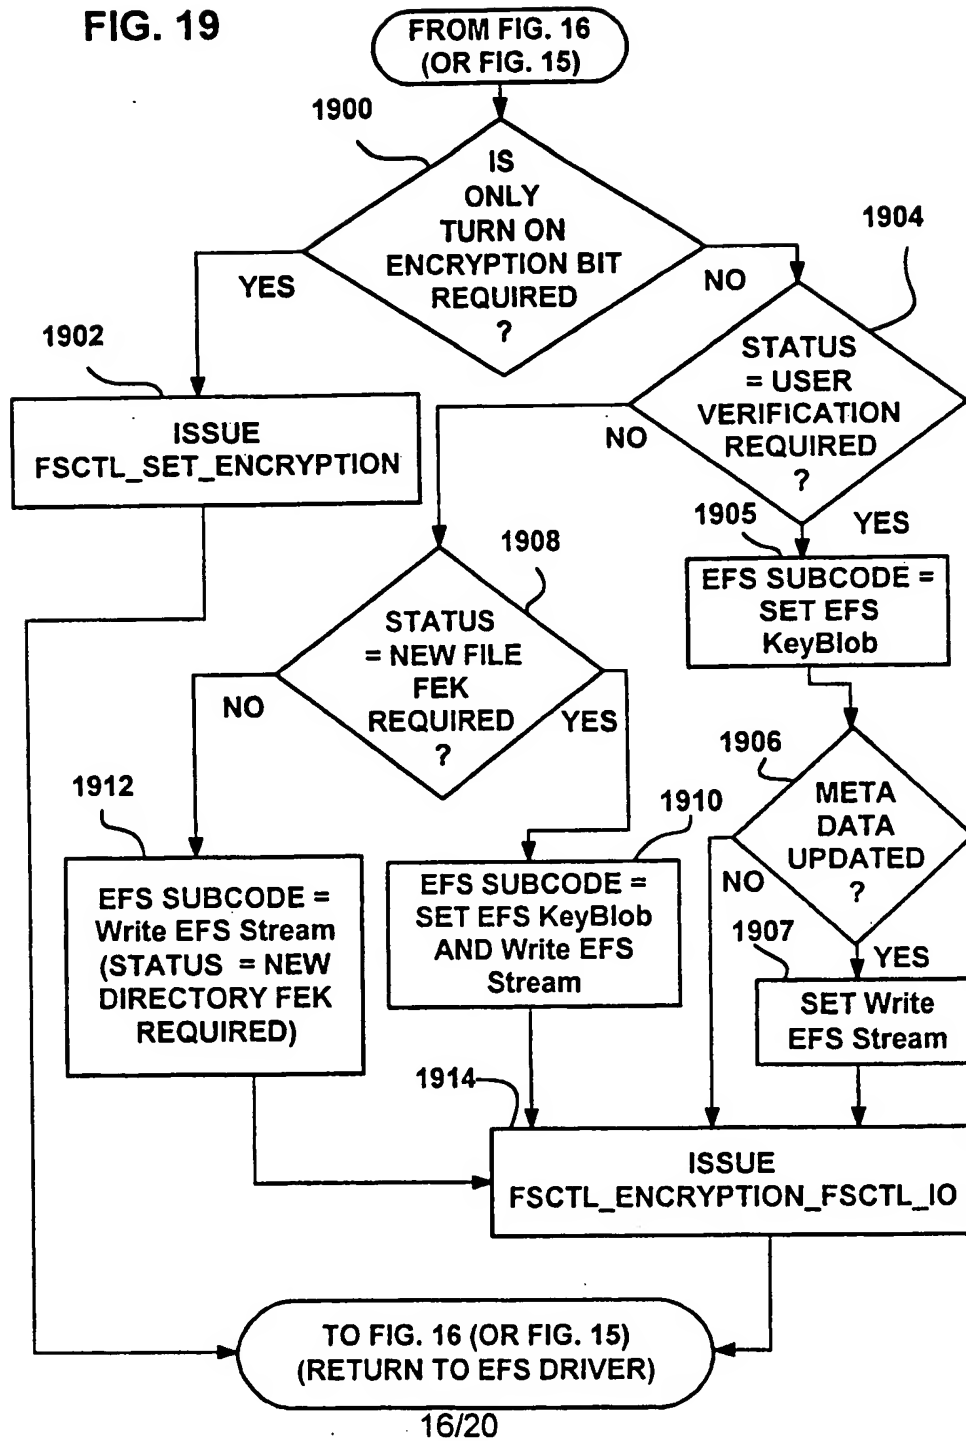 FIG. 19
FROM FIG. 16
(OR FIG. 15)
1900
IS
ONLY
TURN ON
ENCRYPTION BIT
REQUIRED
?
YES
NO
1904
1902
ISSUE
FSCTL_SET_ENCRYPTION
STATUS
= USER
VERIFICATION
REQUIRED
?
NO
YES
1905
EFS SUBCODE =
SET EFS
KeyBlob
1908
STATUS
= NEW FILE
FEK
REQUIRED
?
NO
YES
1906
META
DATA
UPDATED
?
NO
YES
1912
EFS SUBCODE =
Write EFS Stream
(STATUS = NEW
DIRECTORY FEK
REQUIRED)
1910
EFS SUBCODE =
SET EFS KeyBlob
AND Write EFS
Stream
1907
SET Write
EFS Stream
1914
ISSUE
FSCTL_ENCRYPTION_FSCTL_IO
TO FIG. 16 (OR FIG. 15)
(RETURN TO EFS DRIVER)
16/20